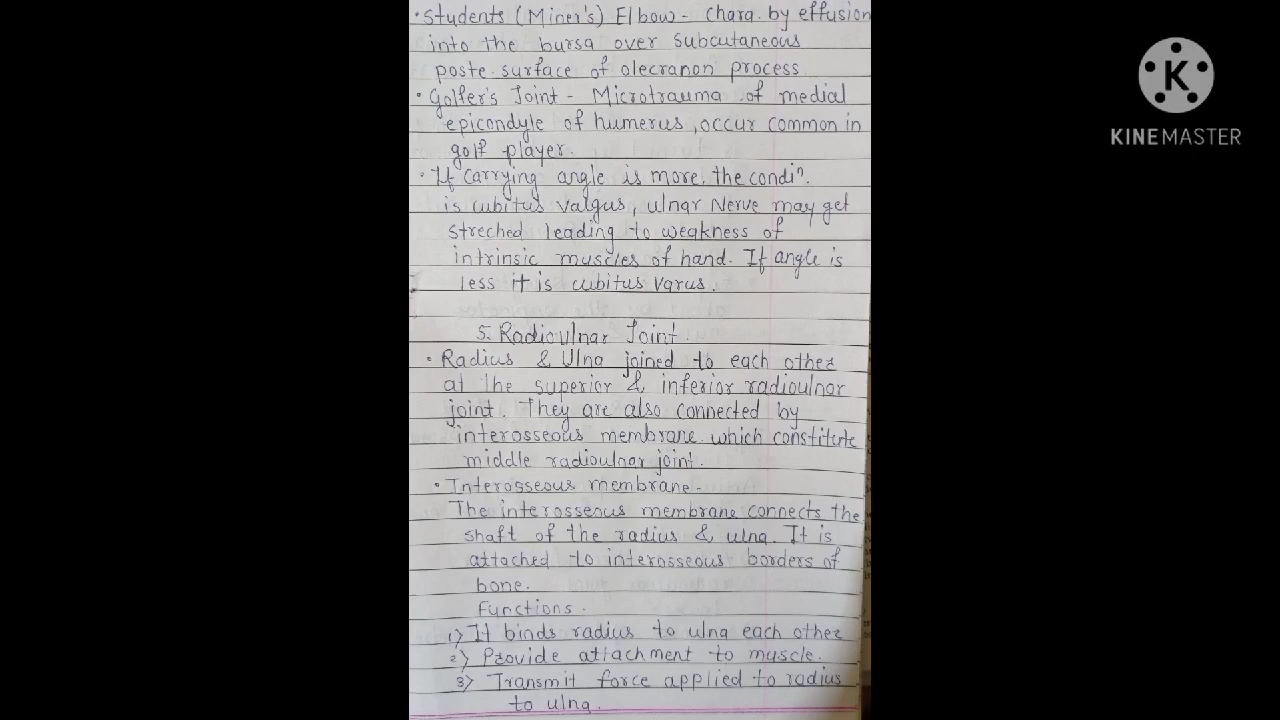 • Students (Miner's) Elbow - Chara. by effusion
into the bursa over subcutaneous
poste. surface of olecranon process
• Golfer's Joint - Microtrauma of medial
epicondyle of humerus, occur common in
golf player.
• If carrying angle is more, the condiⁿ.
is cubitus valgus, ulnar Nerve may get
streched leading to weakness of
intrinsic muscles of hand. If angle is
less it is cubitus varus.
5. Radioulnar Joint.
• Radius & Ulna joined to each other
at the superior & inferior radioulnar
joint. They are also connected by
interosseous membrane which constitute
middle radioulnar joint.
• Interosseous membrane -
The interosseous membrane connects the
shaft of the radius & ulna. It is
attached to interosseous borders of
bone.
Functions.
1) It binds radius to ulna each other
2) Provide attachment to muscle.
3) Transmit force applied to radius
to ulna.
K
KINEMASTER